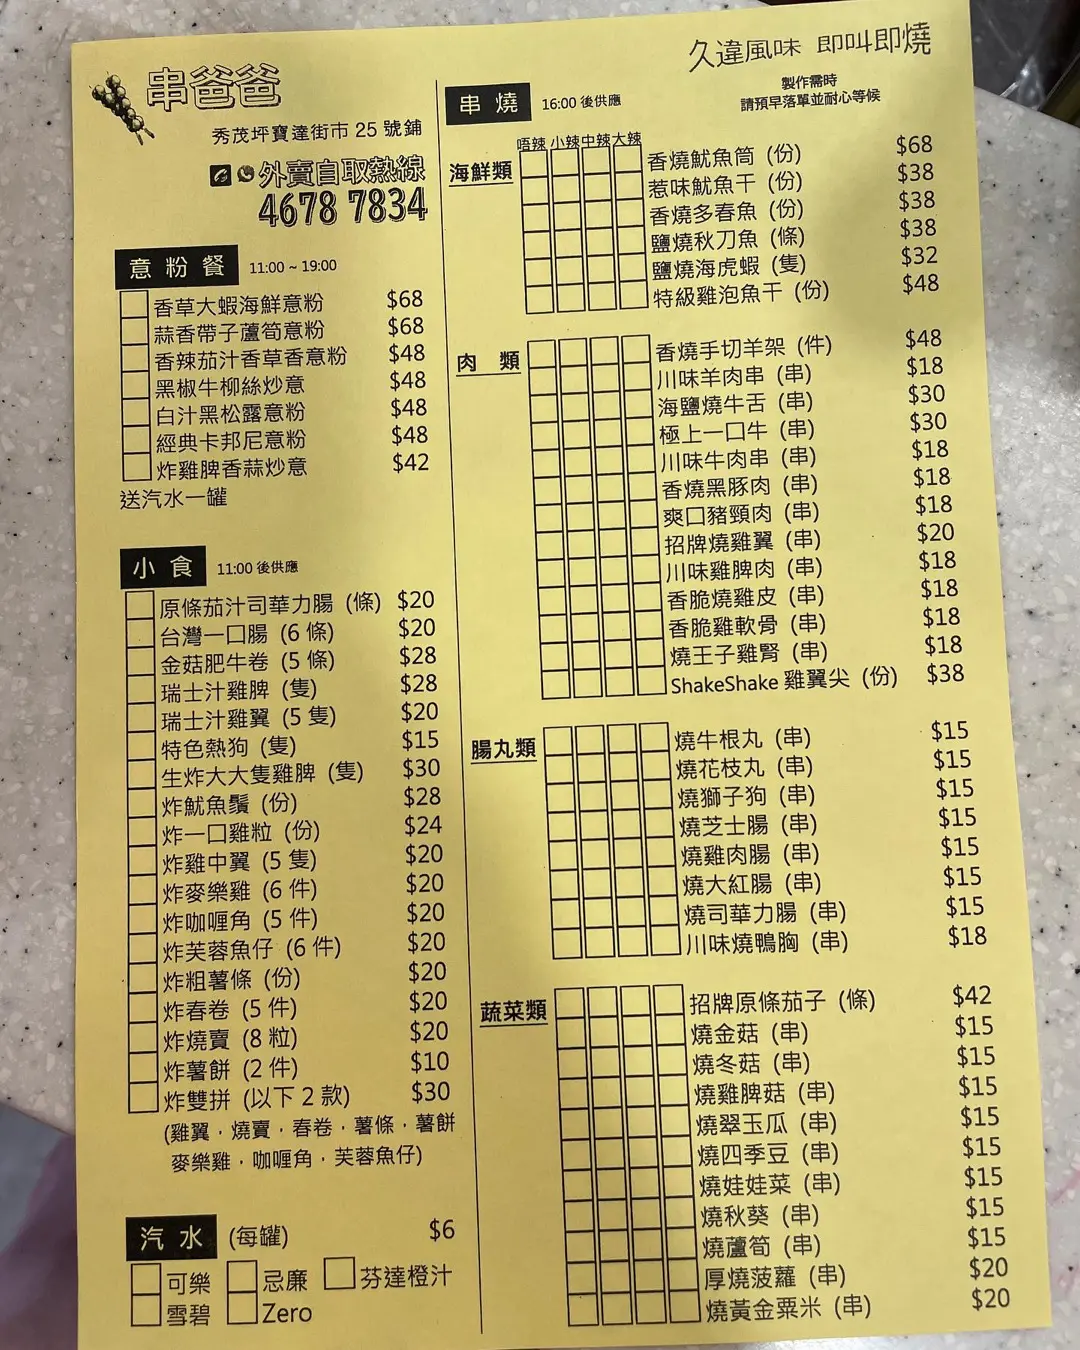 串爸爸
秀茂坪寶達街市 25 號鋪
外賣自取熱線
4678 7834
意粉餐 11:00 ~ 19:00
香草大蝦海鮮意粉 $68
蒜香帶子蘆筍意粉 $68
香辣茄汁香草香意粉 $48
黑椒牛柳絲炒意 $48
白汁黑松露意粉 $48
經典卡邦尼意粉 $48
炸雞脾香蒜炒意 $42
送汽水一罐
小食 11:00 後供應
原條茄汁司華力腸 (條) $20
台灣一口腸 (6 條) $20
金菇肥牛卷 (5 條) $28
瑞士汁雞脾 (隻) $28
瑞士汁雞翼 (5 隻) $20
特色熱狗 (隻) $15
生炸大大隻雞脾 (隻) $30
炸魷魚鬚 (份) $28
炸一口雞粒 (份) $24
炸雞中翼 (5 隻) $20
炸麥樂雞 (6 件) $20
炸咖喱角 (5 件) $20
炸芙蓉魚仔 (6 件) $20
炸粗薯條 (份) $20
炸春卷 (5 件) $20
炸燒賣 (8 粒) $20
炸薯餅 (2 件) $10
炸雙拼 (以下 2 款) $30
(雞翼，燒賣，春卷，薯條，薯餅
麥樂雞，咖喱角，芙蓉魚仔)
汽水 (每罐) $6
可樂 忌廉 芬達橙汁
雪碧 Zero
久違風味 即叫即燒
製作需時
請預早落單並耐心等候
串燒 16:00 後供應
唔辣 小辣 中辣 大辣
海鮮類
香燒魷魚筒 (份) $68
惹味魷魚干 (份) $38
香燒多春魚 (份) $38
鹽燒秋刀魚 (條) $38
鹽燒海虎蝦 (隻) $32
特級雞泡魚干 (份) $48
肉類
香燒手切羊架 (件) $48
川味羊肉串 (串) $18
海鹽燒牛舌 (串) $30
極上一口牛 (串) $30
川味牛肉串 (串) $18
香燒黑豚肉 (串) $18
爽口豬頸肉 (串) $18
招牌燒雞翼 (串) $20
川味雞脾肉 (串) $18
香脆燒雞皮 (串) $18
香脆雞軟骨 (串) $18
燒王子雞腎 (串) $18
ShakeShake 雞翼尖 (份) $38
腸丸類
燒牛根丸 (串) $15
燒花枝丸 (串) $15
燒獅子狗 (串) $15
燒芝士腸 (串) $15
燒雞肉腸 (串) $15
燒大紅腸 (串) $15
燒司華力腸 (串) $15
川味燒鴨胸 (串) $18
蔬菜類
招牌原條茄子 (條) $42
燒金菇 (串) $15
燒冬菇 (串) $15
燒雞脾菇 (串) $15
燒翠玉瓜 (串) $15
燒四季豆 (串) $15
燒娃娃菜 (串) $15
燒秋葵 (串) $15
燒蘆筍 (串) $15
厚燒菠蘿 (串) $20
燒黃金粟米 (串) $20